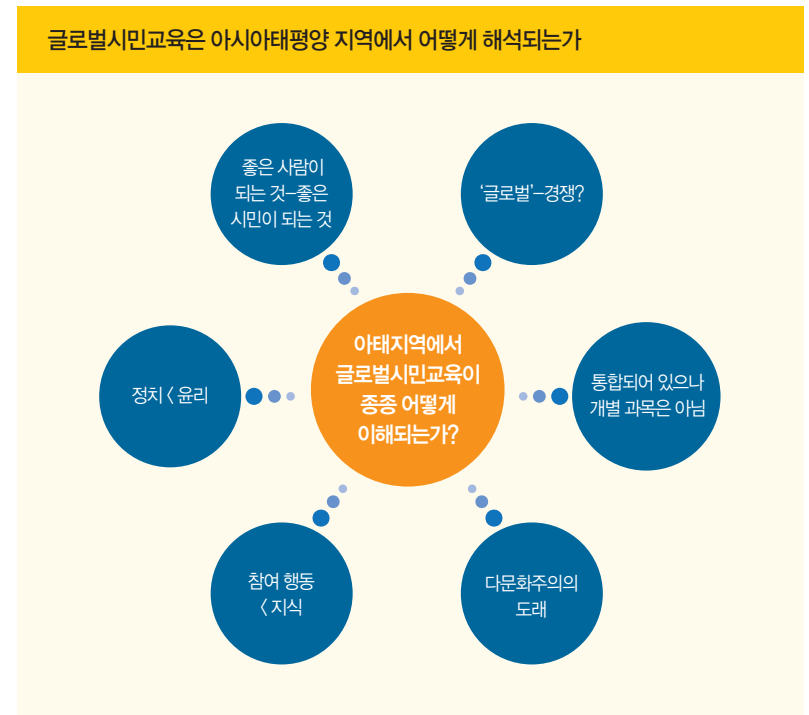 글로벌시민교육은 아시아태평양 지역에서 어떻게 해석되는가
좋은 사람이
되는 것–좋은
시민이 되는 것
‘글로벌’–경쟁?
정치 < 윤리
아태지역에서
글로벌시민교육이
종종 어떻게
이해되는가?
통합되어 있으나
개별 과목은 아님
참여 행동
< 지식
다문화주의의
도래